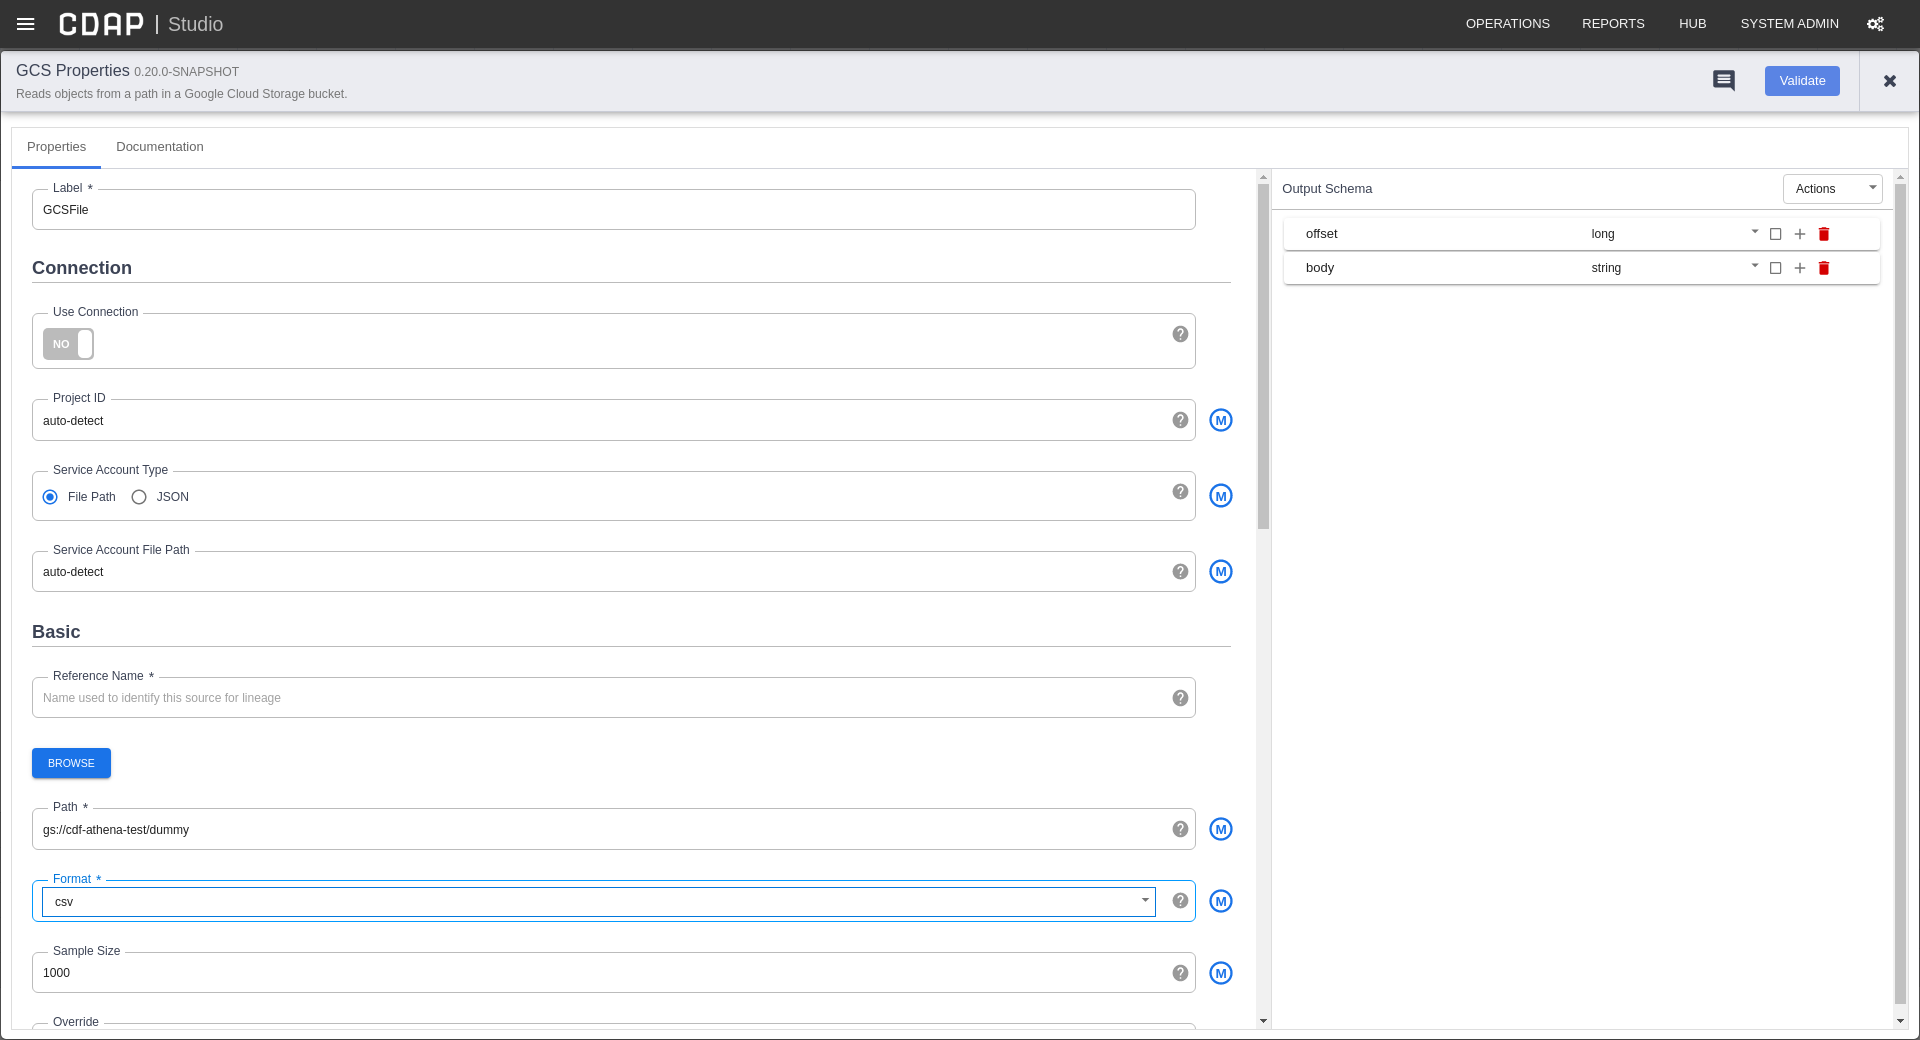 CDAP | Studio OPERATIONS REPORTS HUB SYSTEM ADMIN
GCS Properties 0.20.0-SNAPSHOT
Reads objects from a path in a Google Cloud Storage bucket.
Validate
Properties Documentation
Label *
GCSFile
Connection
Use Connection
NO
Project ID
auto-detect
M
Service Account Type
File Path JSON
M
Service Account File Path
auto-detect
M
Basic
Reference Name *
Name used to identify this source for lineage
BROWSE
Path *
gs://cdf-athena-test/dummy
M
Format *
csv
M
Sample Size
1000
M
Override
Output Schema Actions
offset long
body string